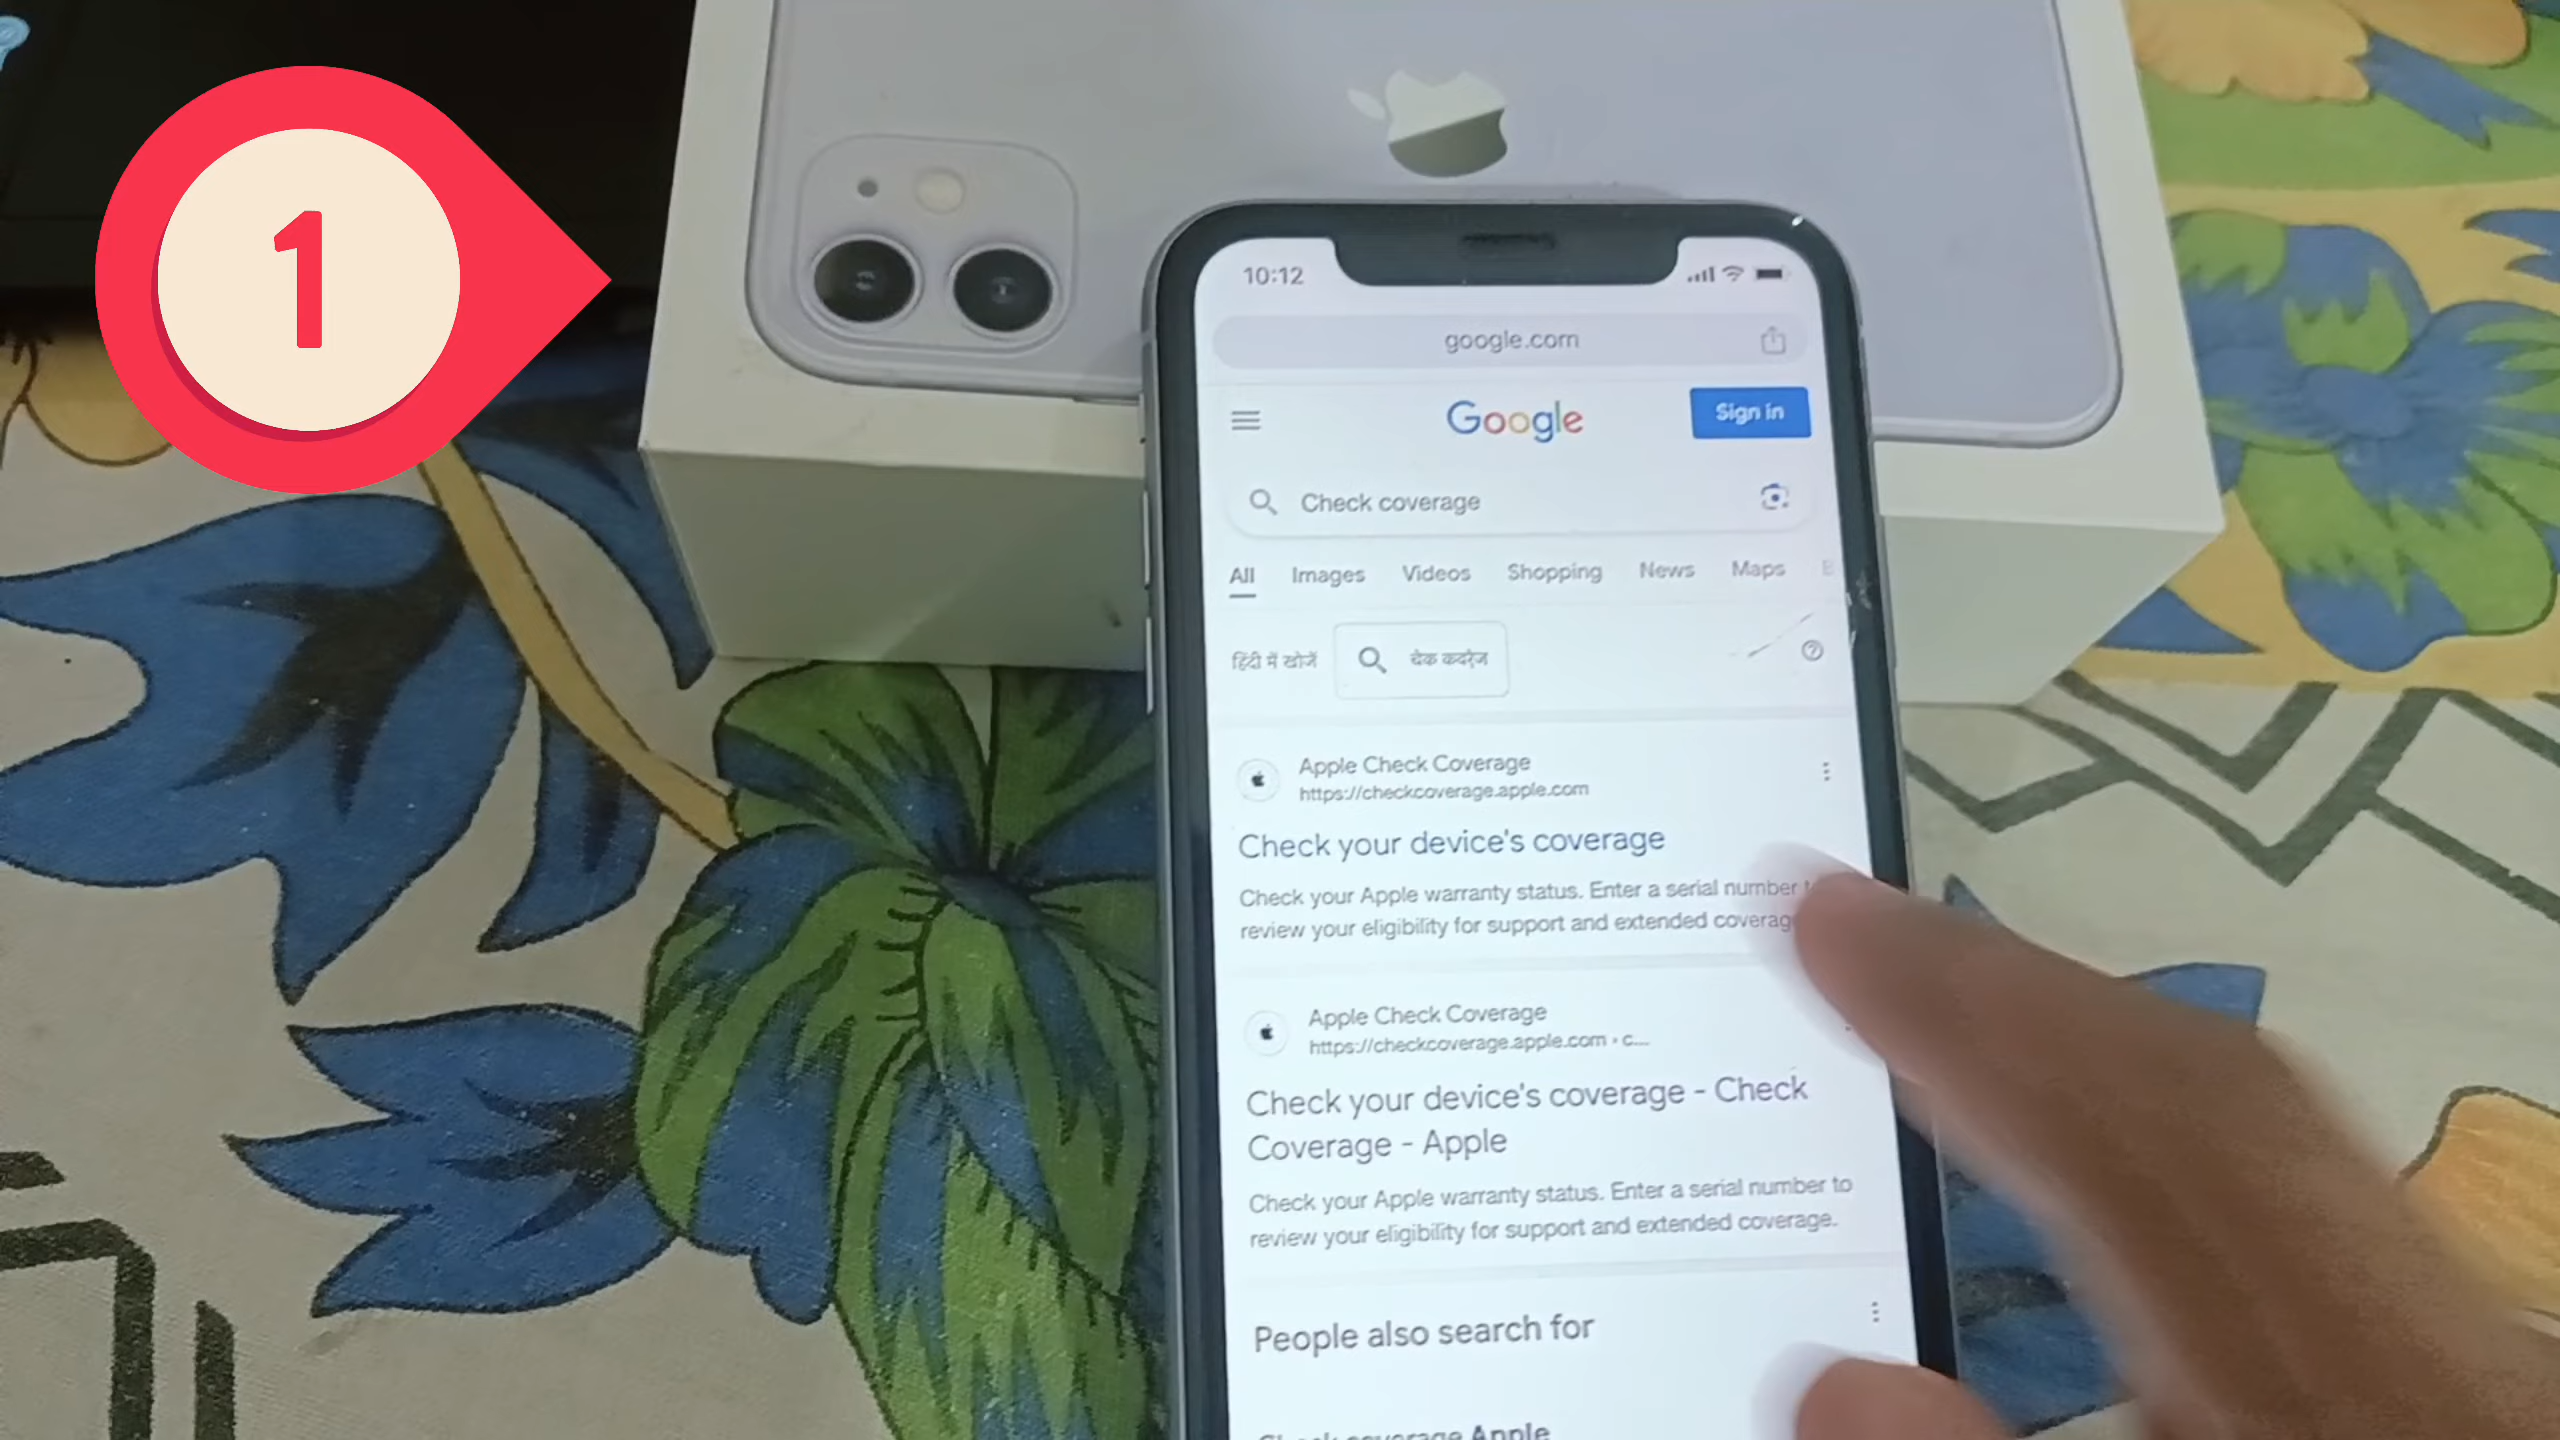 1
10:12
google.com
Google
Sign in
Check coverage
All Images Videos Shopping News Maps
हिंदी में खोजें
चेक कवरेज
Apple Check Coverage
https://checkcoverage.apple.com
Check your device's coverage
Check your Apple warranty status. Enter a serial number
review your eligibility for support and extended
Apple Check Coverage
https://checkcoverage.apple.com › c...
Check your device's coverage - Check
Coverage - Apple
Check your Apple warranty status. Enter a serial number to
review your eligibility for support and extended coverage.
People also search for
Check coverage Apple